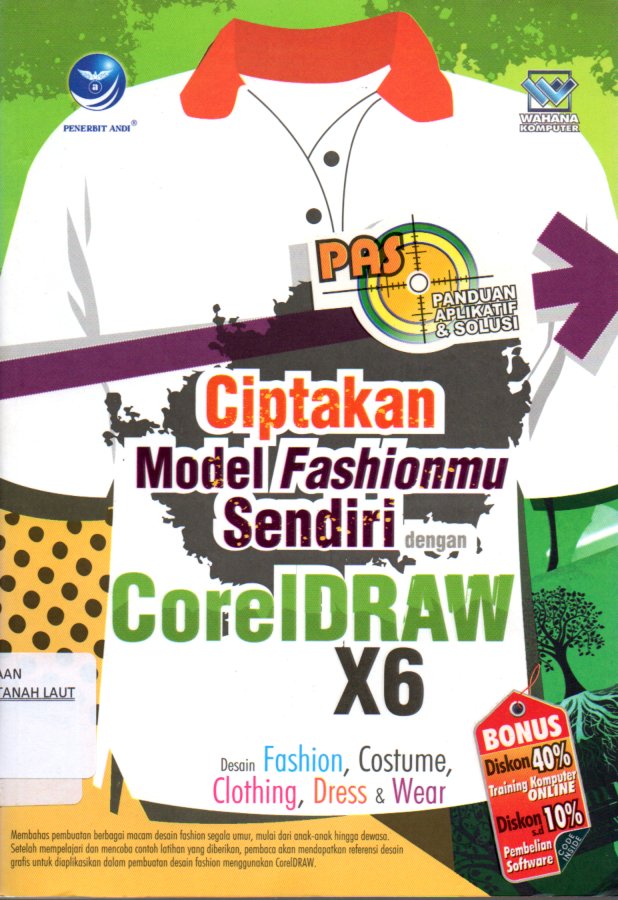 PENERBIT ANDI®
WAHANA
KOMPUTER
PAS
PANDUAN
APLIKATIF
& SOLUSI
Ciptakan
Model Fashionmu
Sendiri dengan
CorelDRAW
X6
AAN
TANAH LAUT
Desain Fashion, Costume,
Clothing, Dress & Wear
BONUS
Diskon 40%
Training Komputer
ONLINE
Diskon s.d 10%
Pembelian
Software
CODE
INSIDE
Membahas pembuatan berbagai macam desain fashion segala umur, mulai dari anak-anak hingga dewasa.
Setelah mempelajari dan mencoba contoh latihan yang diberikan, pembaca akan mendapatkan referensi desain
grafis untuk diaplikasikan dalam pembuatan desain fashion menggunakan CorelDRAW.